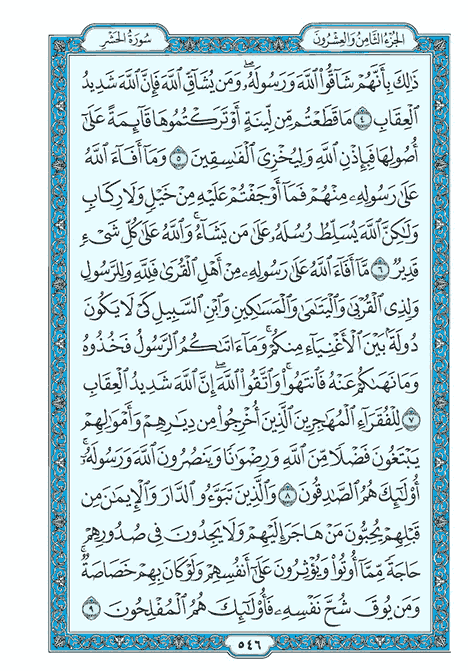 الجزء الثامن والعشرون
سورة الحشر
ذَٰلِكَ بِأَنَّهُمْ شَآقُّوا۟ ٱللَّهَ وَرَسُولَهُۥ ۖ وَمَن يُشَآقِّ ٱللَّهَ فَإِنَّ ٱللَّهَ شَدِيدُ
ٱلْعِقَابِ ٤ مَا قَطَعْتُم مِّن لِّينَةٍ أَوْ تَرَكْتُمُوهَا قَآئِمَةً عَلَىٰٓ
أُصُولِهَا فَبِإِذْنِ ٱللَّهِ وَلِيُخْزِىَ ٱلْفَـٰسِقِينَ ٥ وَمَآ أَفَآءَ ٱللَّهُ
عَلَىٰ رَسُولِهِۦ مِنْهُمْ فَمَآ أَوْجَفْتُمْ عَلَيْهِ مِنْ خَيْلٍ وَلَا رِكَابٍ
وَلَـٰكِنَّ ٱللَّهَ يُسَلِّطُ رُسُلَهُۥ عَلَىٰ مَن يَشَآءُ ۚ وَٱللَّهُ عَلَىٰ كُلِّ شَىْءٍ
قَدِيرٌ ٦ مَّآ أَفَآءَ ٱللَّهُ عَلَىٰ رَسُولِهِۦ مِنْ أَهْلِ ٱلْقُرَىٰ فَلِلَّهِ وَلِلرَّسُولِ
وَلِذِى ٱلْقُرْبَىٰ وَٱلْيَتَـٰمَىٰ وَٱلْمَسَـٰكِينِ وَٱبْنِ ٱلسَّبِيلِ كَىْ لَا يَكُونَ
دُولَةًۢ بَيْنَ ٱلْأَغْنِيَآءِ مِنكُمْ ۚ وَمَآ ءَاتَىٰكُمُ ٱلرَّسُولُ فَخُذُوهُ
وَمَا نَهَىٰكُمْ عَنْهُ فَٱنتَهُوا۟ ۚ وَٱتَّقُوا۟ ٱللَّهَ ۖ إِنَّ ٱللَّهَ شَدِيدُ ٱلْعِقَابِ
٧ لِلْفُقَرَآءِ ٱلْمُهَـٰجِرِينَ ٱلَّذِينَ أُخْرِجُوا۟ مِن دِيَـٰرِهِمْ وَأَمْوَٰلِهِمْ
يَبْتَغُونَ فَضْلًا مِّنَ ٱللَّهِ وَرِضْوَٰنًا وَيَنصُرُونَ ٱللَّهَ وَرَسُولَهُۥٓ ۚ
أُو۟لَـٰٓئِكَ هُمُ ٱلصَّـٰدِقُونَ ٨ وَٱلَّذِينَ تَبَوَّءُو ٱلدَّارَ وَٱلْإِيمَـٰنَ مِن
قَبْلِهِمْ يُحِبُّونَ مَنْ هَاجَرَ إِلَيْهِمْ وَلَا يَجِدُونَ فِى صُدُورِهِمْ
حَاجَةً مِّمَّآ أُوتُوا۟ وَيُؤْثِرُونَ عَلَىٰٓ أَنفُسِهِمْ وَلَوْ كَانَ بِهِمْ خَصَاصَةٌ ۚ
وَمَن يُوقَ شُحَّ نَفْسِهِۦ فَأُو۟لَـٰٓئِكَ هُمُ ٱلْمُفْلِحُونَ ٩
٥٤٦